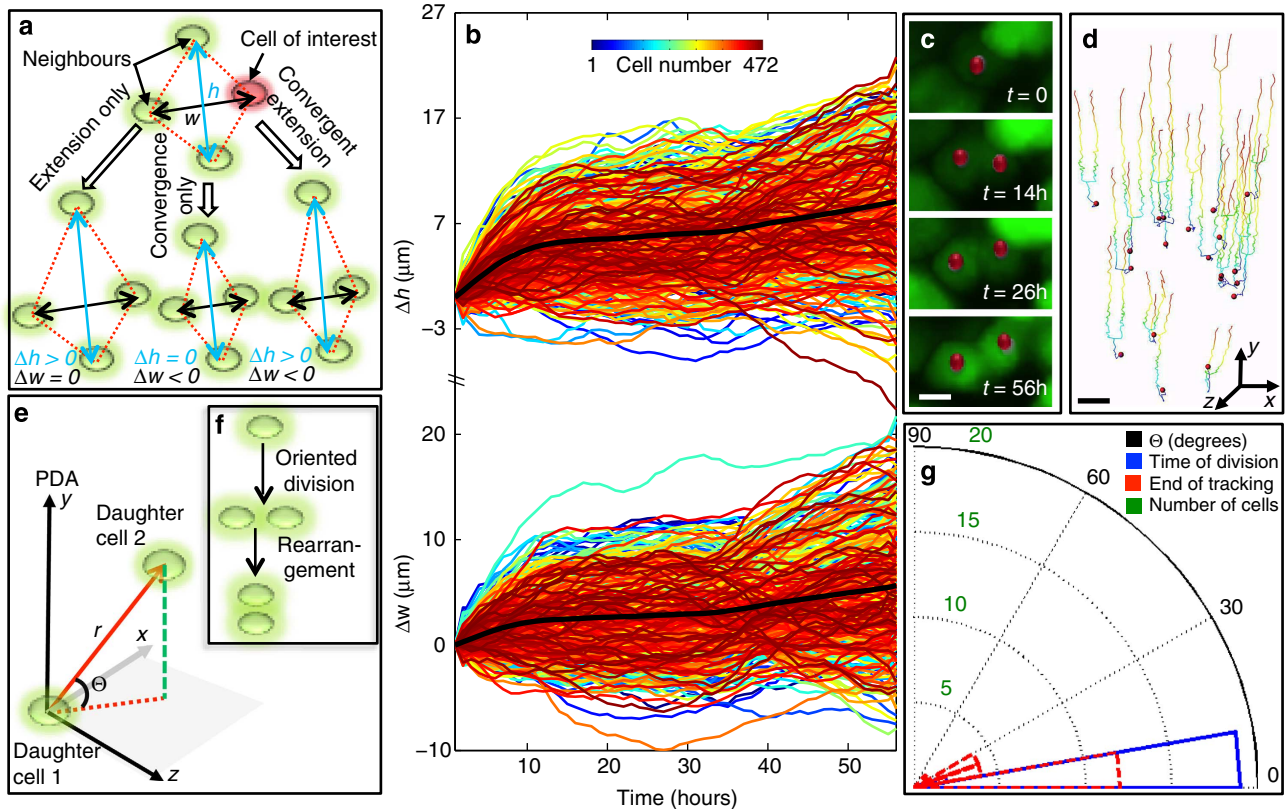 a
Neighbours
Cell of interest
h
w
Extension only
Convergence
only
Convergent
extension
Δh > 0
Δw = 0
Δh = 0
Δw < 0
Δh > 0
Δw < 0
b
1 Cell number 472
27
17
7
−3
Δh (μm)
20
10
0
−10
Δw (μm)
10 20 30 40 50
Time (hours)
c
t = 0
t = 14h
t = 26h
t = 56h
d
y
z
x
e
PDA
y
Daughter
cell 2
r
x
Θ
Daughter
cell 1
z
f
Oriented
division
Rearran-
gement
g
90
20
60
15
10
30
5
0
Θ (degrees)
Time of division
End of tracking
Number of cells